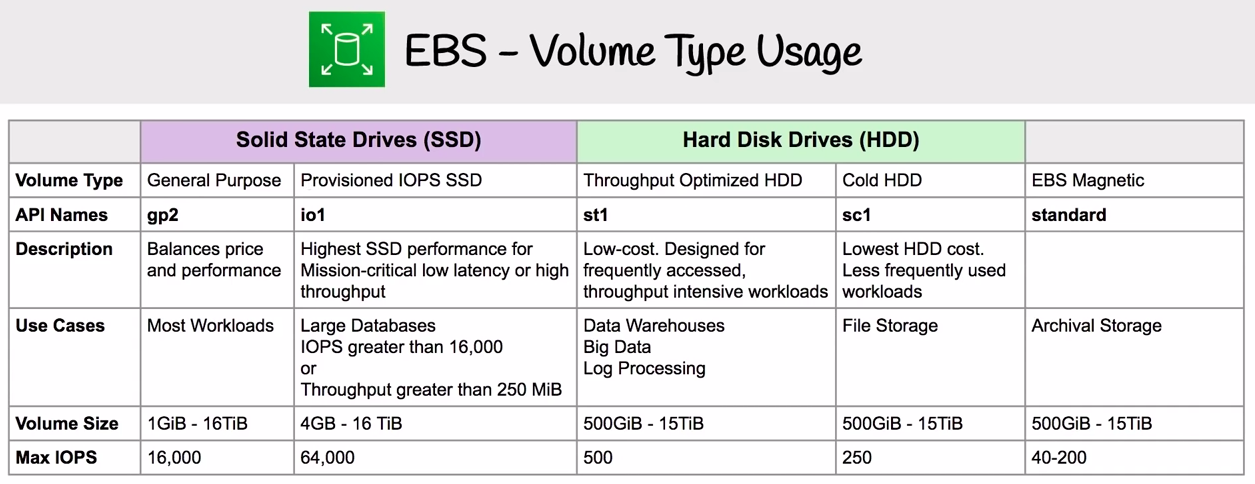 EBS – Volume Type Usage
Solid State Drives (SSD) Hard Disk Drives (HDD)
Volume Type General Purpose Provisioned IOPS SSD Throughput Optimized HDD Cold HDD EBS Magnetic
API Names gp2 io1 st1 sc1 standard
Description Balances price Highest SSD performance for Low-cost. Designed for Lowest HDD cost.
and performance Mission-critical low latency or high frequently accessed, Less frequently used
throughput throughput intensive workloads workloads
Use Cases Most Workloads Large Databases Data Warehouses File Storage Archival Storage
IOPS greater than 16,000 Big Data
or Log Processing
Throughput greater than 250 MiB
Volume Size 1GiB - 16TiB 4GB - 16 TiB 500GiB - 15TiB 500GiB - 15TiB 500GiB - 15TiB
Max IOPS 16,000 64,000 500 250 40-200